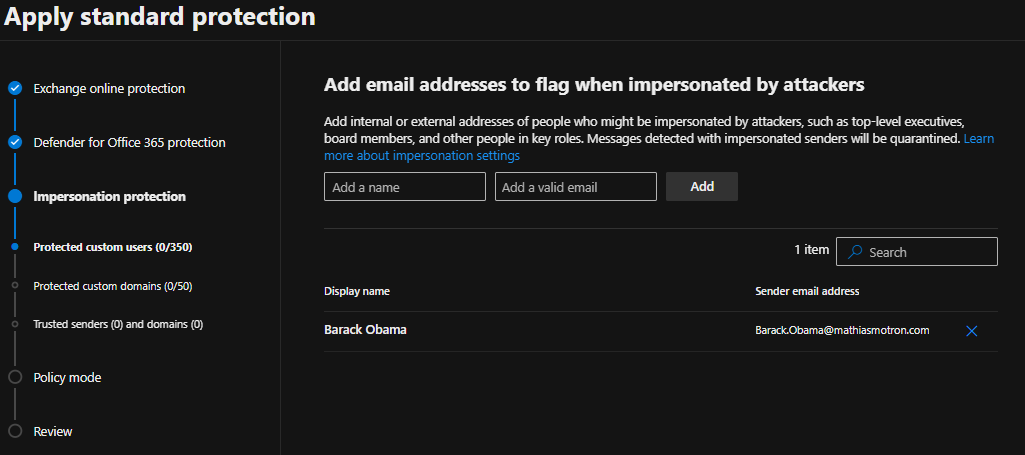 Apply standard protection
Exchange online protection
Defender for Office 365 protection
Impersonation protection
Protected custom users (0/350)
Protected custom domains (0/50)
Trusted senders (0) and domains (0)
Policy mode
Review
Add email addresses to flag when impersonated by attackers
Add internal or external addresses of people who might be impersonated by attackers, such as top-level executives,
board members, and other people in key roles. Messages detected with impersonated senders will be quarantined. Learn
more about impersonation settings
Add a name Add a valid email Add
1 item Search
Display name Sender email address
Barack Obama Barack.Obama@mathiasmotron.com